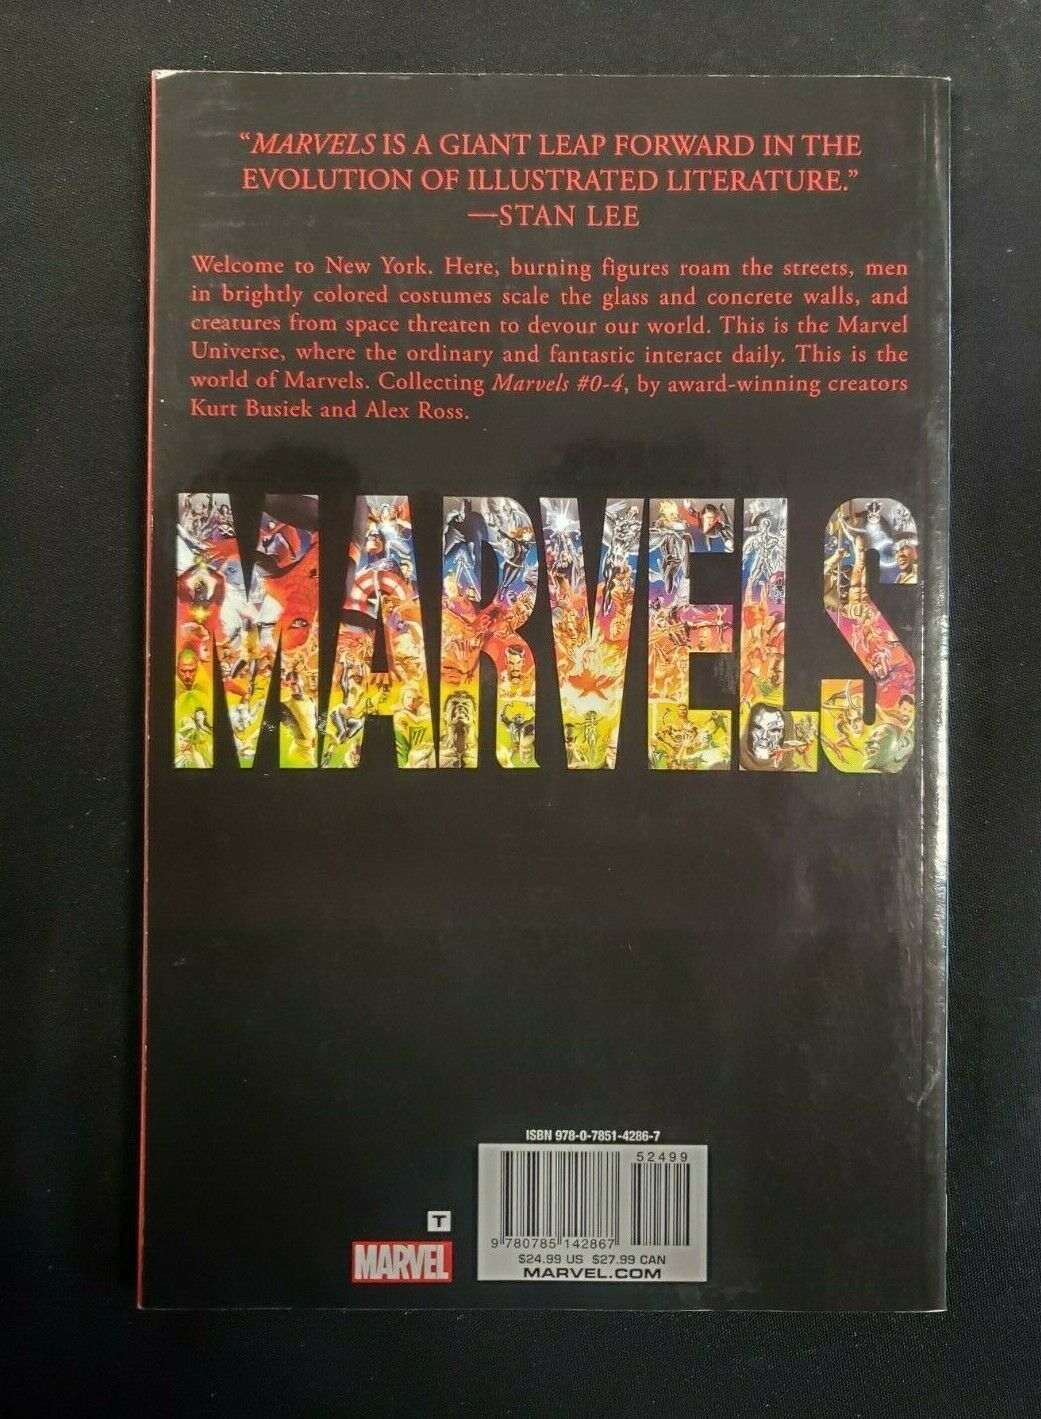 “MARVELS IS A GIANT LEAP FORWARD IN THE
EVOLUTION OF ILLUSTRATED LITERATURE.”
—STAN LEE
Welcome to New York. Here, burning figures roam the streets, men
in brightly colored costumes scale the glass and concrete walls, and
creatures from space threaten to devour our world. This is the Marvel
Universe, where the ordinary and fantastic interact daily. This is the
world of Marvels. Collecting Marvels #0-4, by award-winning creators
Kurt Busiek and Alex Ross.
MARVELS
ISBN 978-0-7851-4286-7
52499
9 780785 142867
$24.99 US $27.99 CAN
MARVEL.COM
T
MARVEL